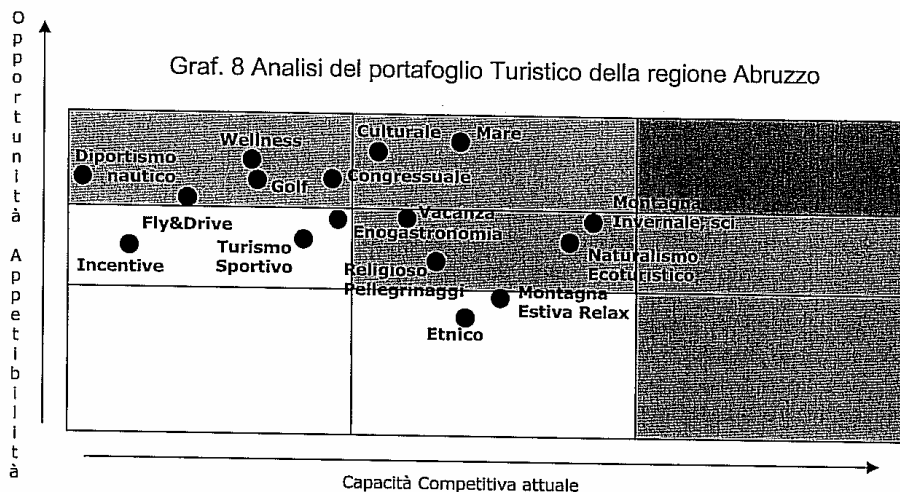 Opportunità Appetibilità
Graf. 8 Analisi del portafoglio Turistico della regione Abruzzo
Wellness
Culturale
Mare
Diportismo
nautico
Golf
Congressuale
Fly&Drive
Vacanza
Enogastronomia
Montagna
Invernale, sci
Incentive
Turismo
Sportivo
Religioso
Pellegrinaggi
Naturalismo
Ecoturistico
Montagna
Estiva Relax
Etnico
Capacità Competitiva attuale